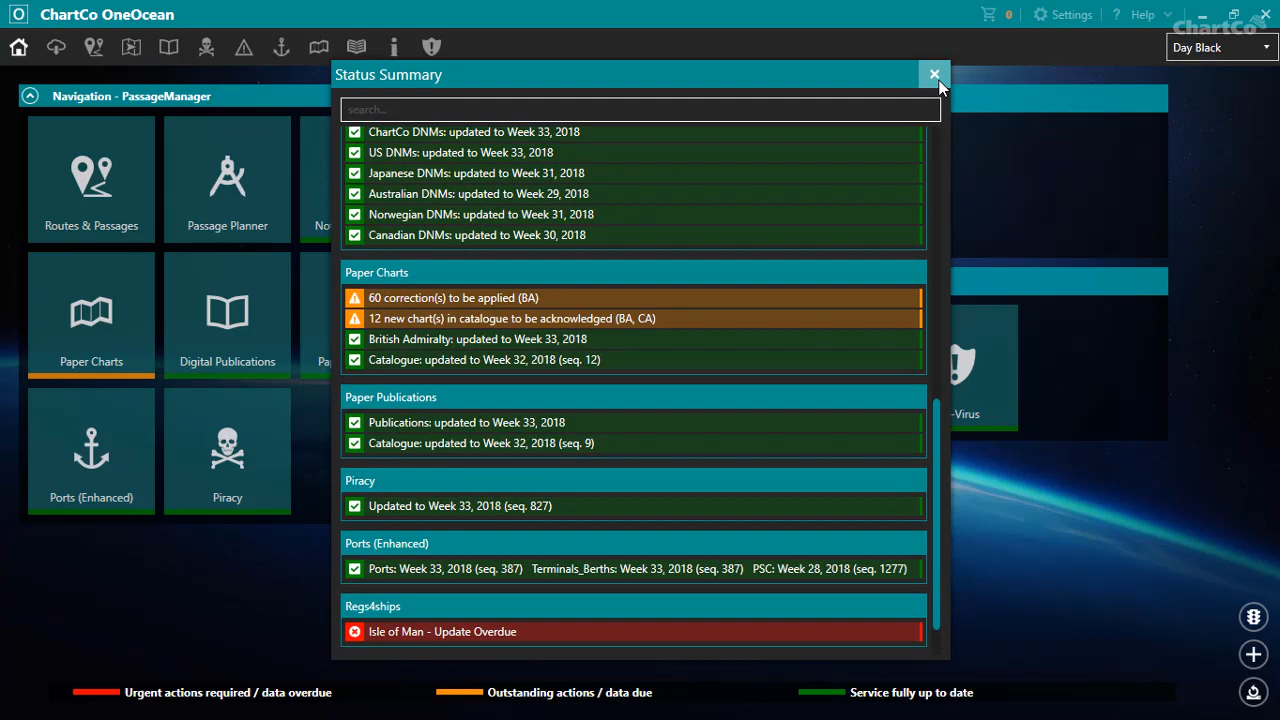 ChartCo OneOcean
0
Settings
? Help
ChartCo
Day Black
Status Summary
Navigation - PassageManager
search...
ChartCo DNMs: updated to Week 33, 2018
US DNMs: updated to Week 33, 2018
Japanese DNMs: updated to Week 31, 2018
Australian DNMs: updated to Week 29, 2018
Norwegian DNMs: updated to Week 31, 2018
Canadian DNMs: updated to Week 30, 2018
Routes & Passages
Passage Planner
No
Paper Charts
60 correction(s) to be applied (BA)
12 new chart(s) in catalogue to be acknowledged (BA, CA)
British Admiralty: updated to Week 33, 2018
Catalogue: updated to Week 32, 2018 (seq. 12)
Paper Charts
Digital Publications
Pa
Paper Publications
Publications: updated to Week 33, 2018
Catalogue: updated to Week 32, 2018 (seq. 9)
-Virus
Piracy
Updated to Week 33, 2018 (seq. 827)
Ports (Enhanced)
Piracy
Ports (Enhanced)
Ports: Week 33, 2018 (seq. 387) Terminals_Berths: Week 33, 2018 (seq. 387) PSC: Week 28, 2018 (seq. 1277)
Regs4ships
Isle of Man - Update Overdue
Urgent actions required / data overdue
Outstanding actions / data due
Service fully up to date